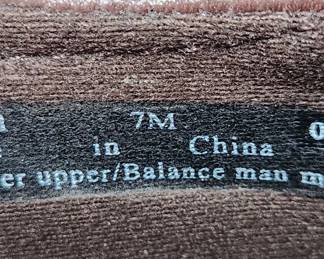 7M
in China
er upper/Balance man m